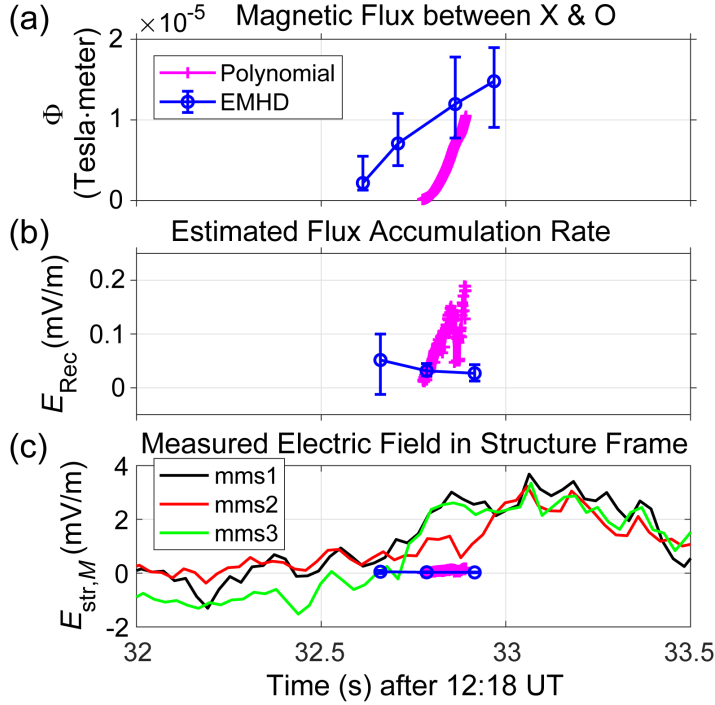 (a) Magnetic Flux between X & O
×10⁻⁵
2
1
0
Φ
(Tesla·meter)
Polynomial
EMHD
(b) Estimated Flux Accumulation Rate
0.2
0.1
0
E_Rec (mV/m)
(c) Measured Electric Field in Structure Frame
4
2
0
-2
E_str,M (mV/m)
mms1
mms2
mms3
32 32.5 33 33.5
Time (s) after 12:18 UT